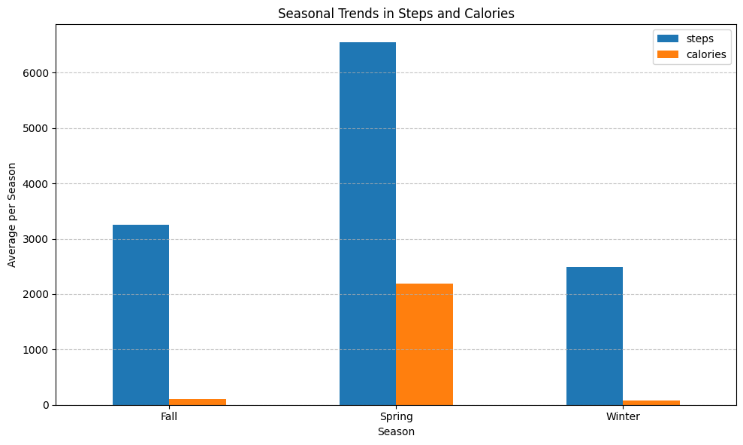 Seasonal Trends in Steps and Calories
steps
calories
6000
5000
4000
3000
2000
1000
0
Average per Season
Fall
Spring
Winter
Season